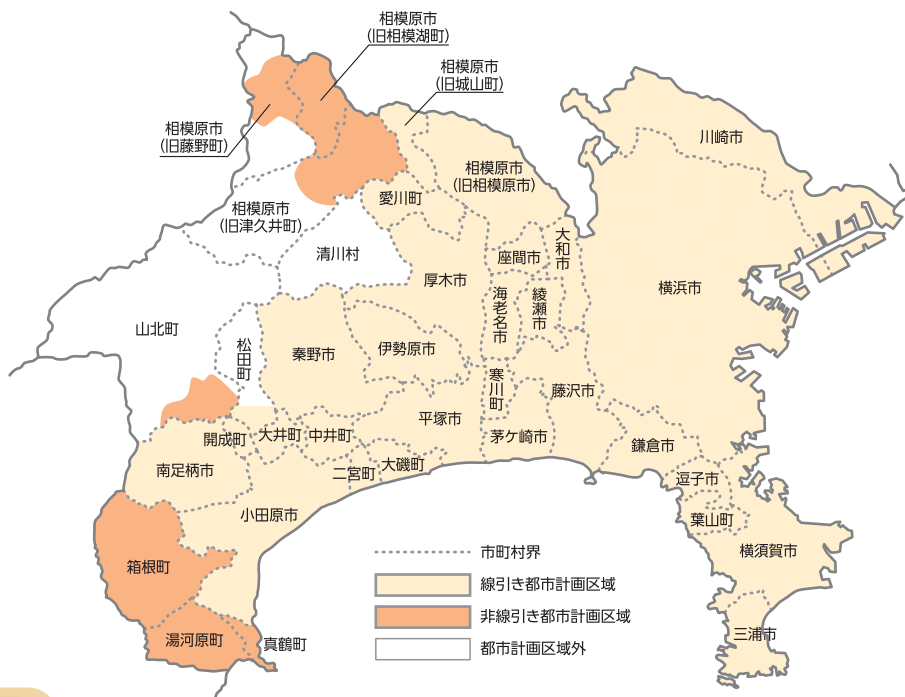 相模原市
(旧相模湖町)
相模原市
(旧城山町)
相模原市
(旧藤野町)
川崎市
相模原市
(旧相模原市)
愛川町
相模原市
(旧津久井町)
清川村
大和市
座間市
厚木市
海老名市
綾瀬市
横浜市
山北町
松田町
秦野市
伊勢原市
寒川町
藤沢市
平塚市
開成町
大井町
中井町
茅ケ崎市
鎌倉市
南足柄市
二宮町
大磯町
逗子市
小田原市
葉山町
横須賀市
箱根町
湯河原町
真鶴町
三浦市
市町村界
線引き都市計画区域
非線引き都市計画区域
都市計画区域外